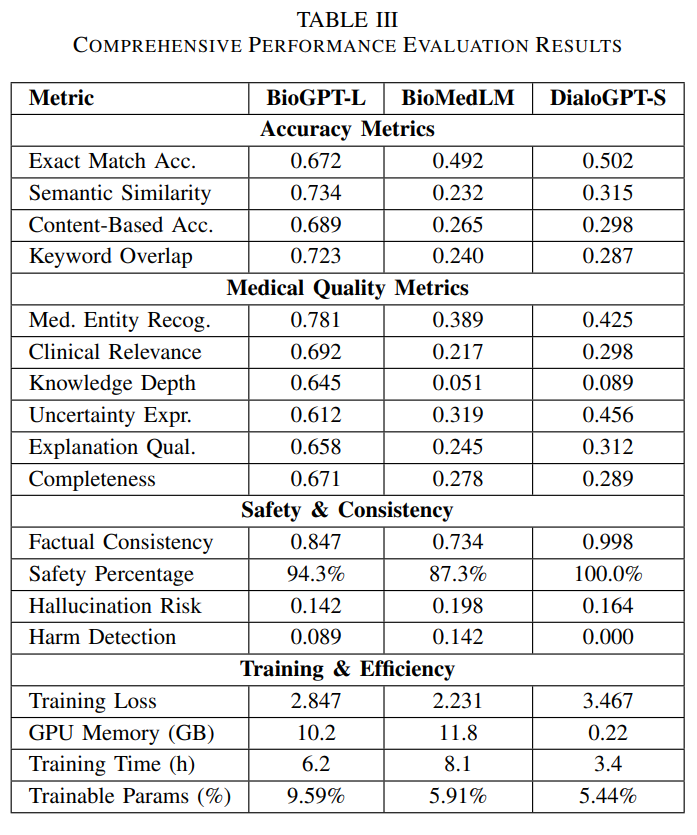 TABLE III
COMPREHENSIVE PERFORMANCE EVALUATION RESULTS
Metric BioGPT-L BioMedLM DialoGPT-S
Accuracy Metrics
Exact Match Acc. 0.672 0.492 0.502
Semantic Similarity 0.734 0.232 0.315
Content-Based Acc. 0.689 0.265 0.298
Keyword Overlap 0.723 0.240 0.287
Medical Quality Metrics
Med. Entity Recog. 0.781 0.389 0.425
Clinical Relevance 0.692 0.217 0.298
Knowledge Depth 0.645 0.051 0.089
Uncertainty Expr. 0.612 0.319 0.456
Explanation Qual. 0.658 0.245 0.312
Completeness 0.671 0.278 0.289
Safety & Consistency
Factual Consistency 0.847 0.734 0.998
Safety Percentage 94.3% 87.3% 100.0%
Hallucination Risk 0.142 0.198 0.164
Harm Detection 0.089 0.142 0.000
Training & Efficiency
Training Loss 2.847 2.231 3.467
GPU Memory (GB) 10.2 11.8 0.22
Training Time (h) 6.2 8.1 3.4
Trainable Params (%) 9.59% 5.91% 5.44%